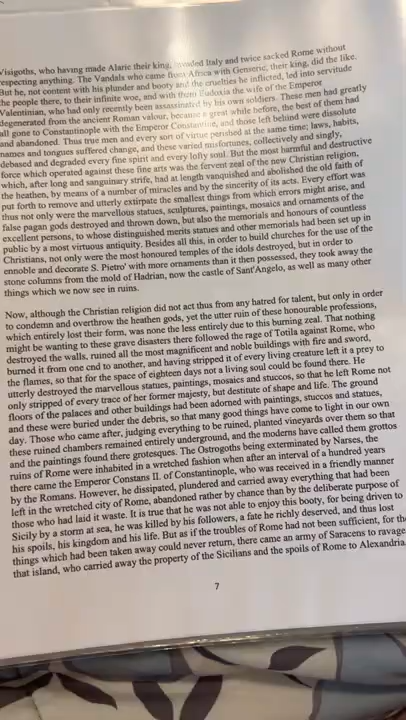 Visigoths, who having made Alaric their king, invaded Italy and twice sacked Rome without
respecting anything. The Vandals who came from Africa with Genseric, their king, did the like.
But he, not content with his plunder and booty and the cruelties he inflicted, led into servitude
the people there, to their infinite woe, and with them Eudoxia the wife of the Emperor
Valentinian, who had only recently been assassinated by his own soldiers. These men had greatly
degenerated from the ancient Roman valour, because a great while before, the best of them had
all gone to Constantinople with the Emperor Constantine, and those left behind were dissolute
and abandoned. Thus true men and every son of virtue perished at the same time; laws, habits,
names and tongues suffered change, and these varied misfortunes, collectively and singly,
debased and degraded every fine spirit and every lofty soul. But the most harmful and destructive
force which operated against these fine arts was the fervent zeal of the new Christian religion,
which, after long and sanguinary strife, had at length vanquished and abolished the old faith of
the heathen, by means of a number of miracles and by the sincerity of its acts. Every effort was
put forth to remove and utterly extirpate the smallest things from which errors might arise, and
thus not only were the marvellous statues, sculptures, paintings, mosaics and ornaments of the
false pagan gods destroyed and thrown down, but also the memorials and honours of countless
excellent persons, to whose distinguished merits statues and other memorials had been set up in
public by a most virtuous antiquity. Besides all this, in order to build churches for the use of the
Christians, not only were the most honoured temples of the idols destroyed, but in order to
ennoble and decorate S. Pietro' with more ornaments than it then possessed, they took away the
stone columns from the mold of Hadrian, now the castle of Sant'Angelo, as well as many other
things which we now see in ruins.
Now, although the Christian religion did not act thus from any hatred for talent, but only in order
to condemn and overthrow the heathen gods, yet the utter ruin of these honourable professions,
which entirely lost their form, was none the less entirely due to this burning zeal. That nothing
might be wanting to these grave disasters there followed the rage of Totila against Rome, who
destroyed the walls, ruined all the most magnificent and noble buildings with fire and sword,
burned it from one end to another, and having stripped it of every living creature left it a prey to
the flames, so that for the space of eighteen days not a living soul could be found there. He
utterly destroyed the marvellous statues, paintings, mosaics and stuccos, so that he left Rome not
only stripped of every trace of her former majesty, but destitute of shape and life. The ground
floors of the palaces and other buildings had been adorned with paintings, stuccos and statues,
and these were buried under the debris, so that many good things have come to light in our own
day. Those who came after, judging everything to be ruined, planted vineyards over them so that
these ruined chambers remained entirely underground, and the moderns have called them grottos
and the paintings found there grotesques. The Ostrogoths being exterminated by Narses, the
ruins of Rome were inhabited in a wretched fashion when after an interval of a hundred years
there came the Emperor Constans II. of Constantinople, who was received in a friendly manner
by the Romans. However, he dissipated, plundered and carried away everything that had been
left in the wretched city of Rome, abandoned rather by chance than by the deliberate purpose of
those who had laid it waste. It is true that he was not able to enjoy this booty, for being driven to
Sicily by a storm at sea, he was killed by his followers, a fate he richly deserved, and thus lost
his spoils, his kingdom and his life. But as if the troubles of Rome had not been sufficient, for the
things which had been taken away could never return, there came an army of Saracens to ravage
that island, who carried away the property of the Sicilians and the spoils of Rome to Alexandria,
7